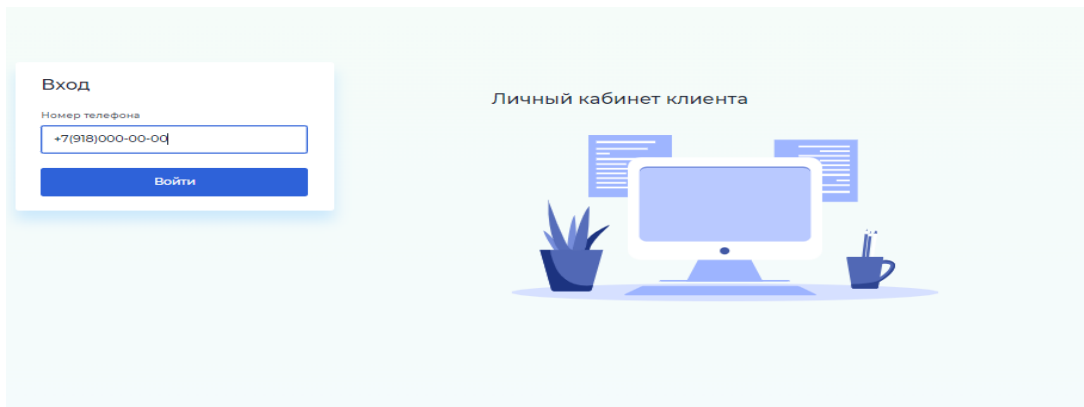 Вход
Номер телефона
+7(918)000-00-00
Войти
Личный кабинет клиента